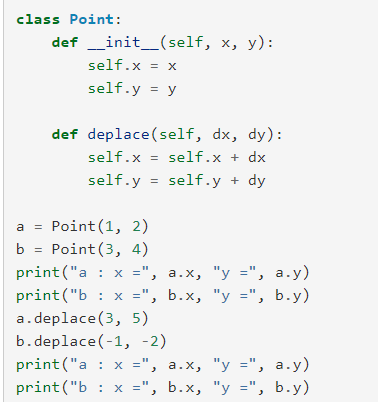 class Point:
    def __init__(self, x, y):
        self.x = x
        self.y = y

    def deplace(self, dx, dy):
        self.x = self.x + dx
        self.y = self.y + dy

a = Point(1, 2)
b = Point(3, 4)
print("a : x =", a.x, "y =", a.y)
print("b : x =", b.x, "y =", b.y)
a.deplace(3, 5)
b.deplace(-1, -2)
print("a : x =", a.x, "y =", a.y)
print("b : x =", b.x, "y =", b.y)